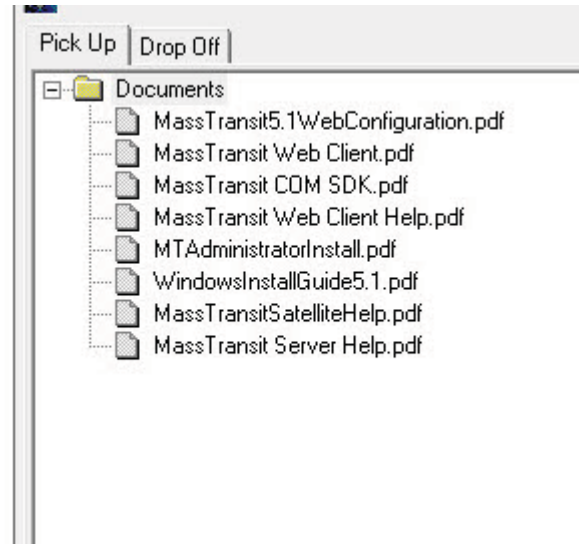 Pick Up Drop Off
Documents
MassTransit5.1WebConfiguration.pdf
MassTransit Web Client.pdf
MassTransit COM SDK.pdf
MassTransit Web Client Help.pdf
MTAdministratorInstall.pdf
WindowsInstallGuide5.1.pdf
MassTransitSatelliteHelp.pdf
MassTransit Server Help.pdf